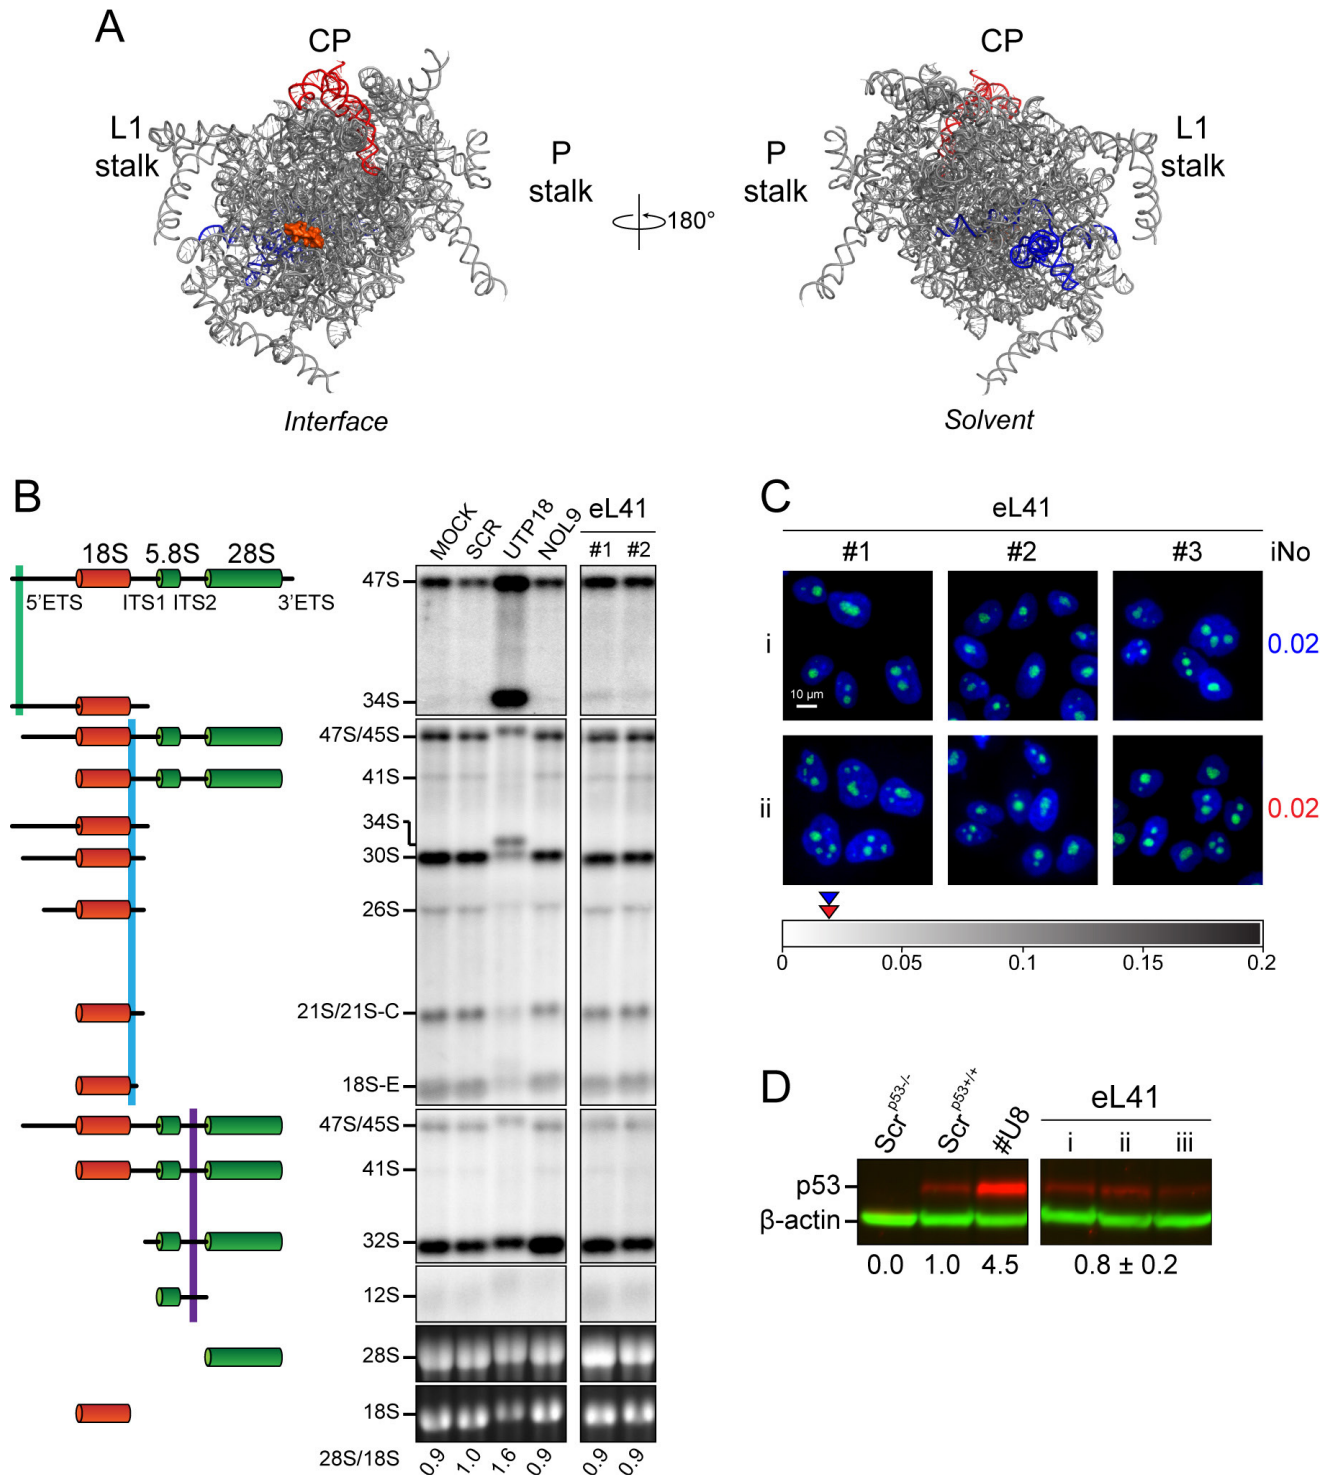 A
CP
CP
L1
stalk
P
stalk
180°
P
stalk
L1
stalk
Interface
Solvent
B
MOCK
SCR
UTP18
NOL9
eL41
#1 #2
18S 5.8S 28S
5'ETS ITS1 ITS2 3'ETS
47S
34S
47S/45S
41S
34S
30S
26S
21S/21S-C
18S-E
47S/45S
41S
32S
12S
28S
18S
28S/18S 0.9 1.0 1.6 0.9 0.9 0.9
C
eL41
#1 #2 #3 iNo
i 0.02
10 µm
ii 0.02
0 0.05 0.1 0.15 0.2
D
Scr p53-/-
Scr p53+/+
#U8
eL41
i ii iii
p53
β-actin
0.0 1.0 4.5 0.8 ± 0.2